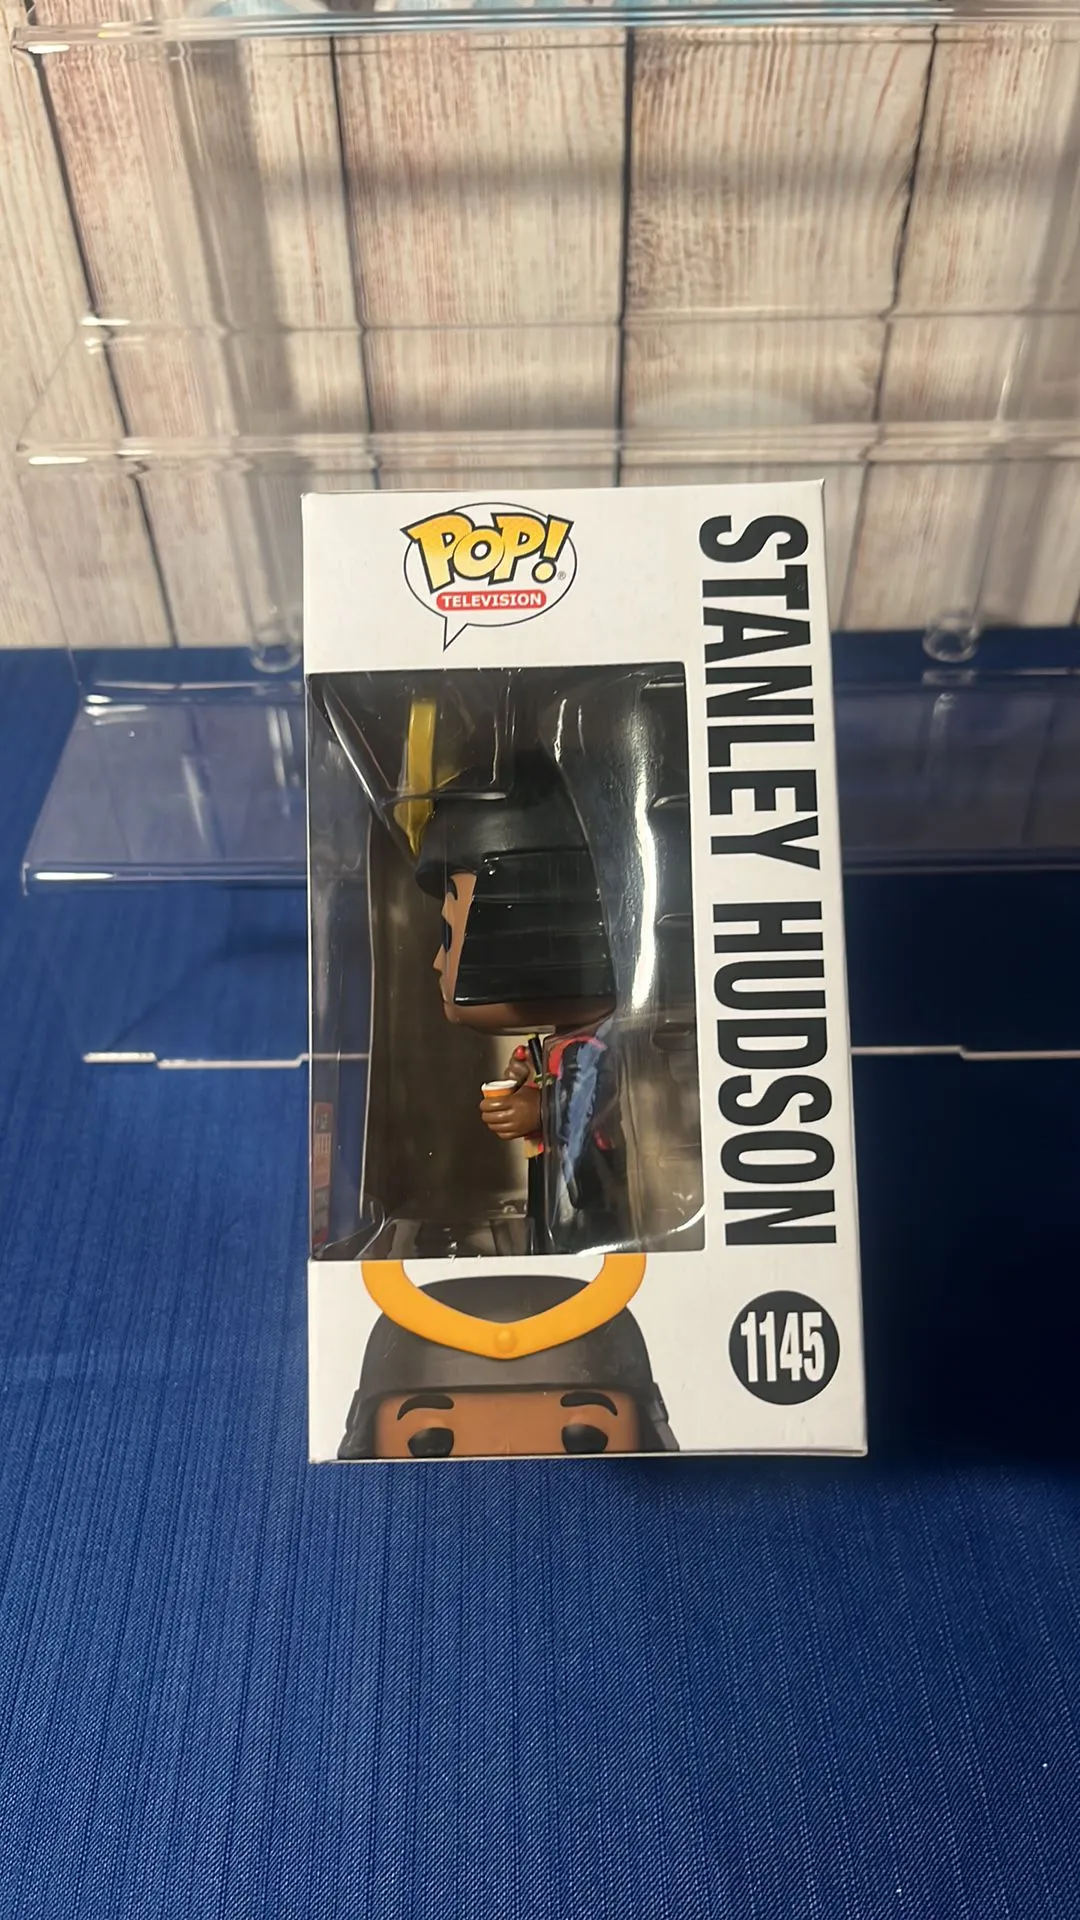 POP!
TELEVISION
STANLEY HUDSON
1145